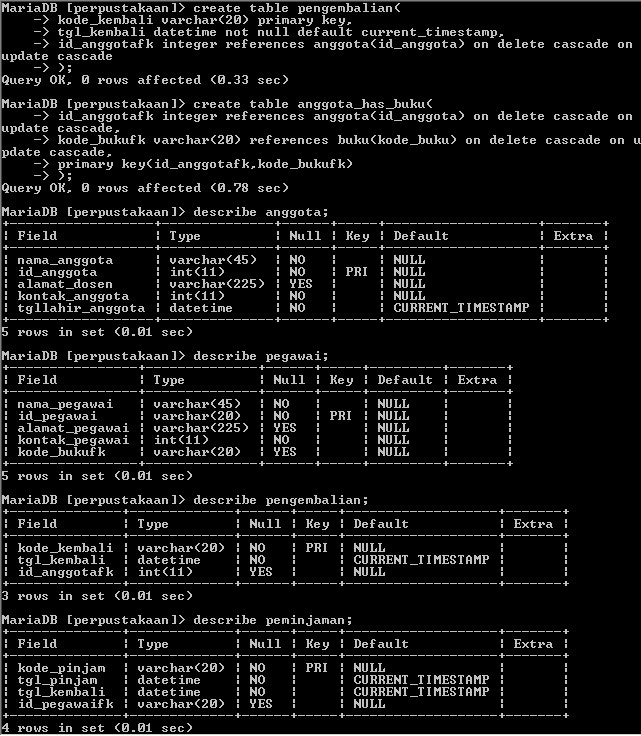 MariaDB [perpustakaan]> create table pengembalian(
    -> kode_kembali varchar(20) primary key,
    -> tgl_kembali datetime not null default current_timestamp,
    -> id_anggotafk integer references anggota(id_anggota) on delete cascade on
update cascade
    -> );
Query OK, 0 rows affected (0.33 sec)

MariaDB [perpustakaan]> create table anggota_has_buku(
    -> id_anggotafk integer references anggota(id_anggota) on delete cascade on
update cascade,
    -> kode_bukufk varchar(20) references buku(kode_buku) on delete cascade on u
pdate cascade,
    -> primary key(id_anggotafk,kode_bukufk)
    -> );
Query OK, 0 rows affected (0.78 sec)

MariaDB [perpustakaan]> describe anggota;
+------------------+--------------+------+-----+-------------------+-------+
| Field            | Type         | Null | Key | Default           | Extra |
+------------------+--------------+------+-----+-------------------+-------+
| nama_anggota     | varchar(45)  | NO   |     | NULL              |       |
| id_anggota       | int(11)      | NO   | PRI | NULL              |       |
| alamat_dosen     | varchar(225) | YES  |     | NULL              |       |
| kontak_anggota   | int(11)      | NO   |     | NULL              |       |
| tgllahir_anggota | datetime     | NO   |     | CURRENT_TIMESTAMP |       |
+------------------+--------------+------+-----+-------------------+-------+
5 rows in set (0.01 sec)

MariaDB [perpustakaan]> describe pegawai;
+----------------+--------------+------+-----+---------+-------+
| Field          | Type         | Null | Key | Default | Extra |
+----------------+--------------+------+-----+---------+-------+
| nama_pegawai   | varchar(45)  | NO   |     | NULL    |       |
| id_pegawai     | varchar(20)  | NO   | PRI | NULL    |       |
| alamat_pegawai | varchar(225) | YES  |     | NULL    |       |
| kontak_pegawai | int(11)      | NO   |     | NULL    |       |
| kode_bukufk    | varchar(20)  | YES  |     | NULL    |       |
+----------------+--------------+------+-----+---------+-------+
5 rows in set (0.01 sec)

MariaDB [perpustakaan]> describe pengembalian;
+--------------+-------------+------+-----+-------------------+-------+
| Field        | Type        | Null | Key | Default           | Extra |
+--------------+-------------+------+-----+-------------------+-------+
| kode_kembali | varchar(20) | NO   | PRI | NULL              |       |
| tgl_kembali  | datetime    | NO   |     | CURRENT_TIMESTAMP |       |
| id_anggotafk | int(11)     | YES  |     | NULL              |       |
+--------------+-------------+------+-----+-------------------+-------+
3 rows in set (0.01 sec)

MariaDB [perpustakaan]> describe peminjaman;
+--------------+-------------+------+-----+-------------------+-------+
| Field        | Type        | Null | Key | Default           | Extra |
+--------------+-------------+------+-----+-------------------+-------+
| kode_pinjam  | varchar(20) | NO   | PRI | NULL              |       |
| tgl_pinjam   | datetime    | NO   |     | CURRENT_TIMESTAMP |       |
| tgl_kembali  | datetime    | NO   |     | CURRENT_TIMESTAMP |       |
| id_pegawaifk | varchar(20) | YES  |     | NULL              |       |
+--------------+-------------+------+-----+-------------------+-------+
4 rows in set (0.01 sec)